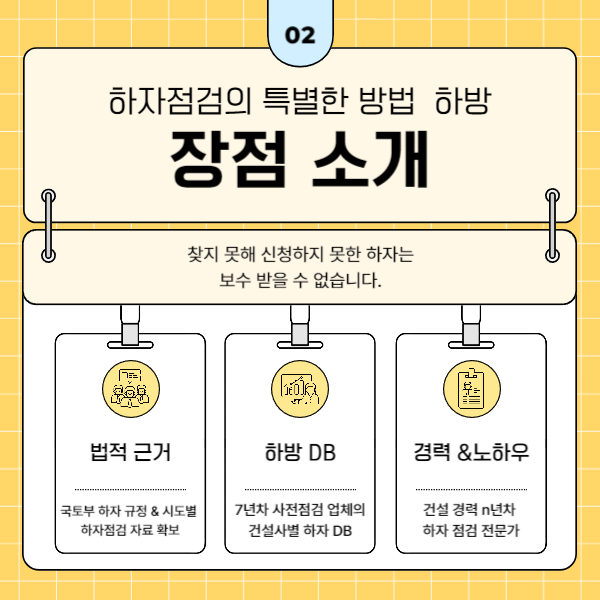 02
하자점검의 특별한 방법 하방
장점 소개
찾지 못해 신청하지 못한 하자는
보수 받을 수 없습니다.
법적 근거
국토부 하자 규정 & 시도별
하자점검 자료 확보
하방 DB
7년차 사전점검 업체의
건설사별 하자 DB
경력 &노하우
건설 경력 n년차
하자 점검 전문가